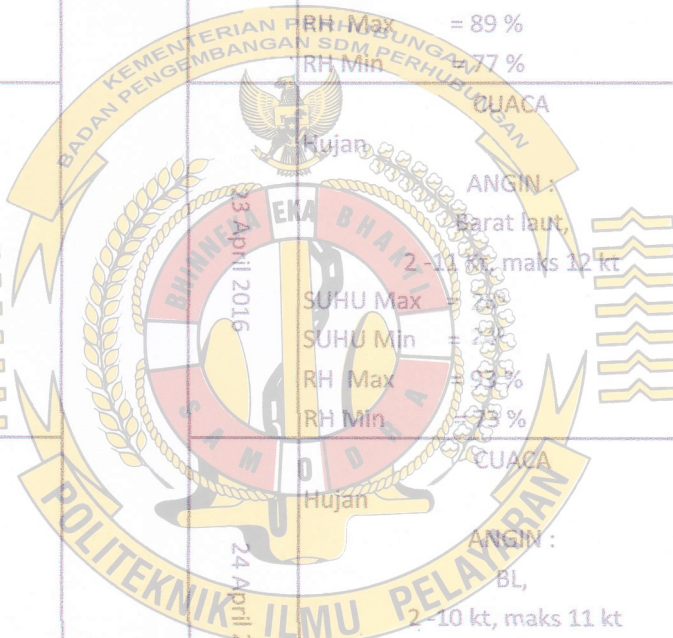 RH Max = 89 %
RH Min = 77 %
KEMENTERIAN PERHUBUNGAN
BADAN PENGEMBANGAN SDM PERHUBUNGAN
23 April 2016
CUACA
Hujan
ANGIN :
Barat laut,
2 -11 kt, maks 12 kt
SUHU Max =
SUHU Min =
RH Max = 93 %
RH Min = 73 %
BHINNEKA EKA BHAKTI
SAMODRA
24 April
CUACA
Hujan
ANGIN :
BL,
2 -10 kt, maks 11 kt
POLITEKNIK ILMU PELAYARAN